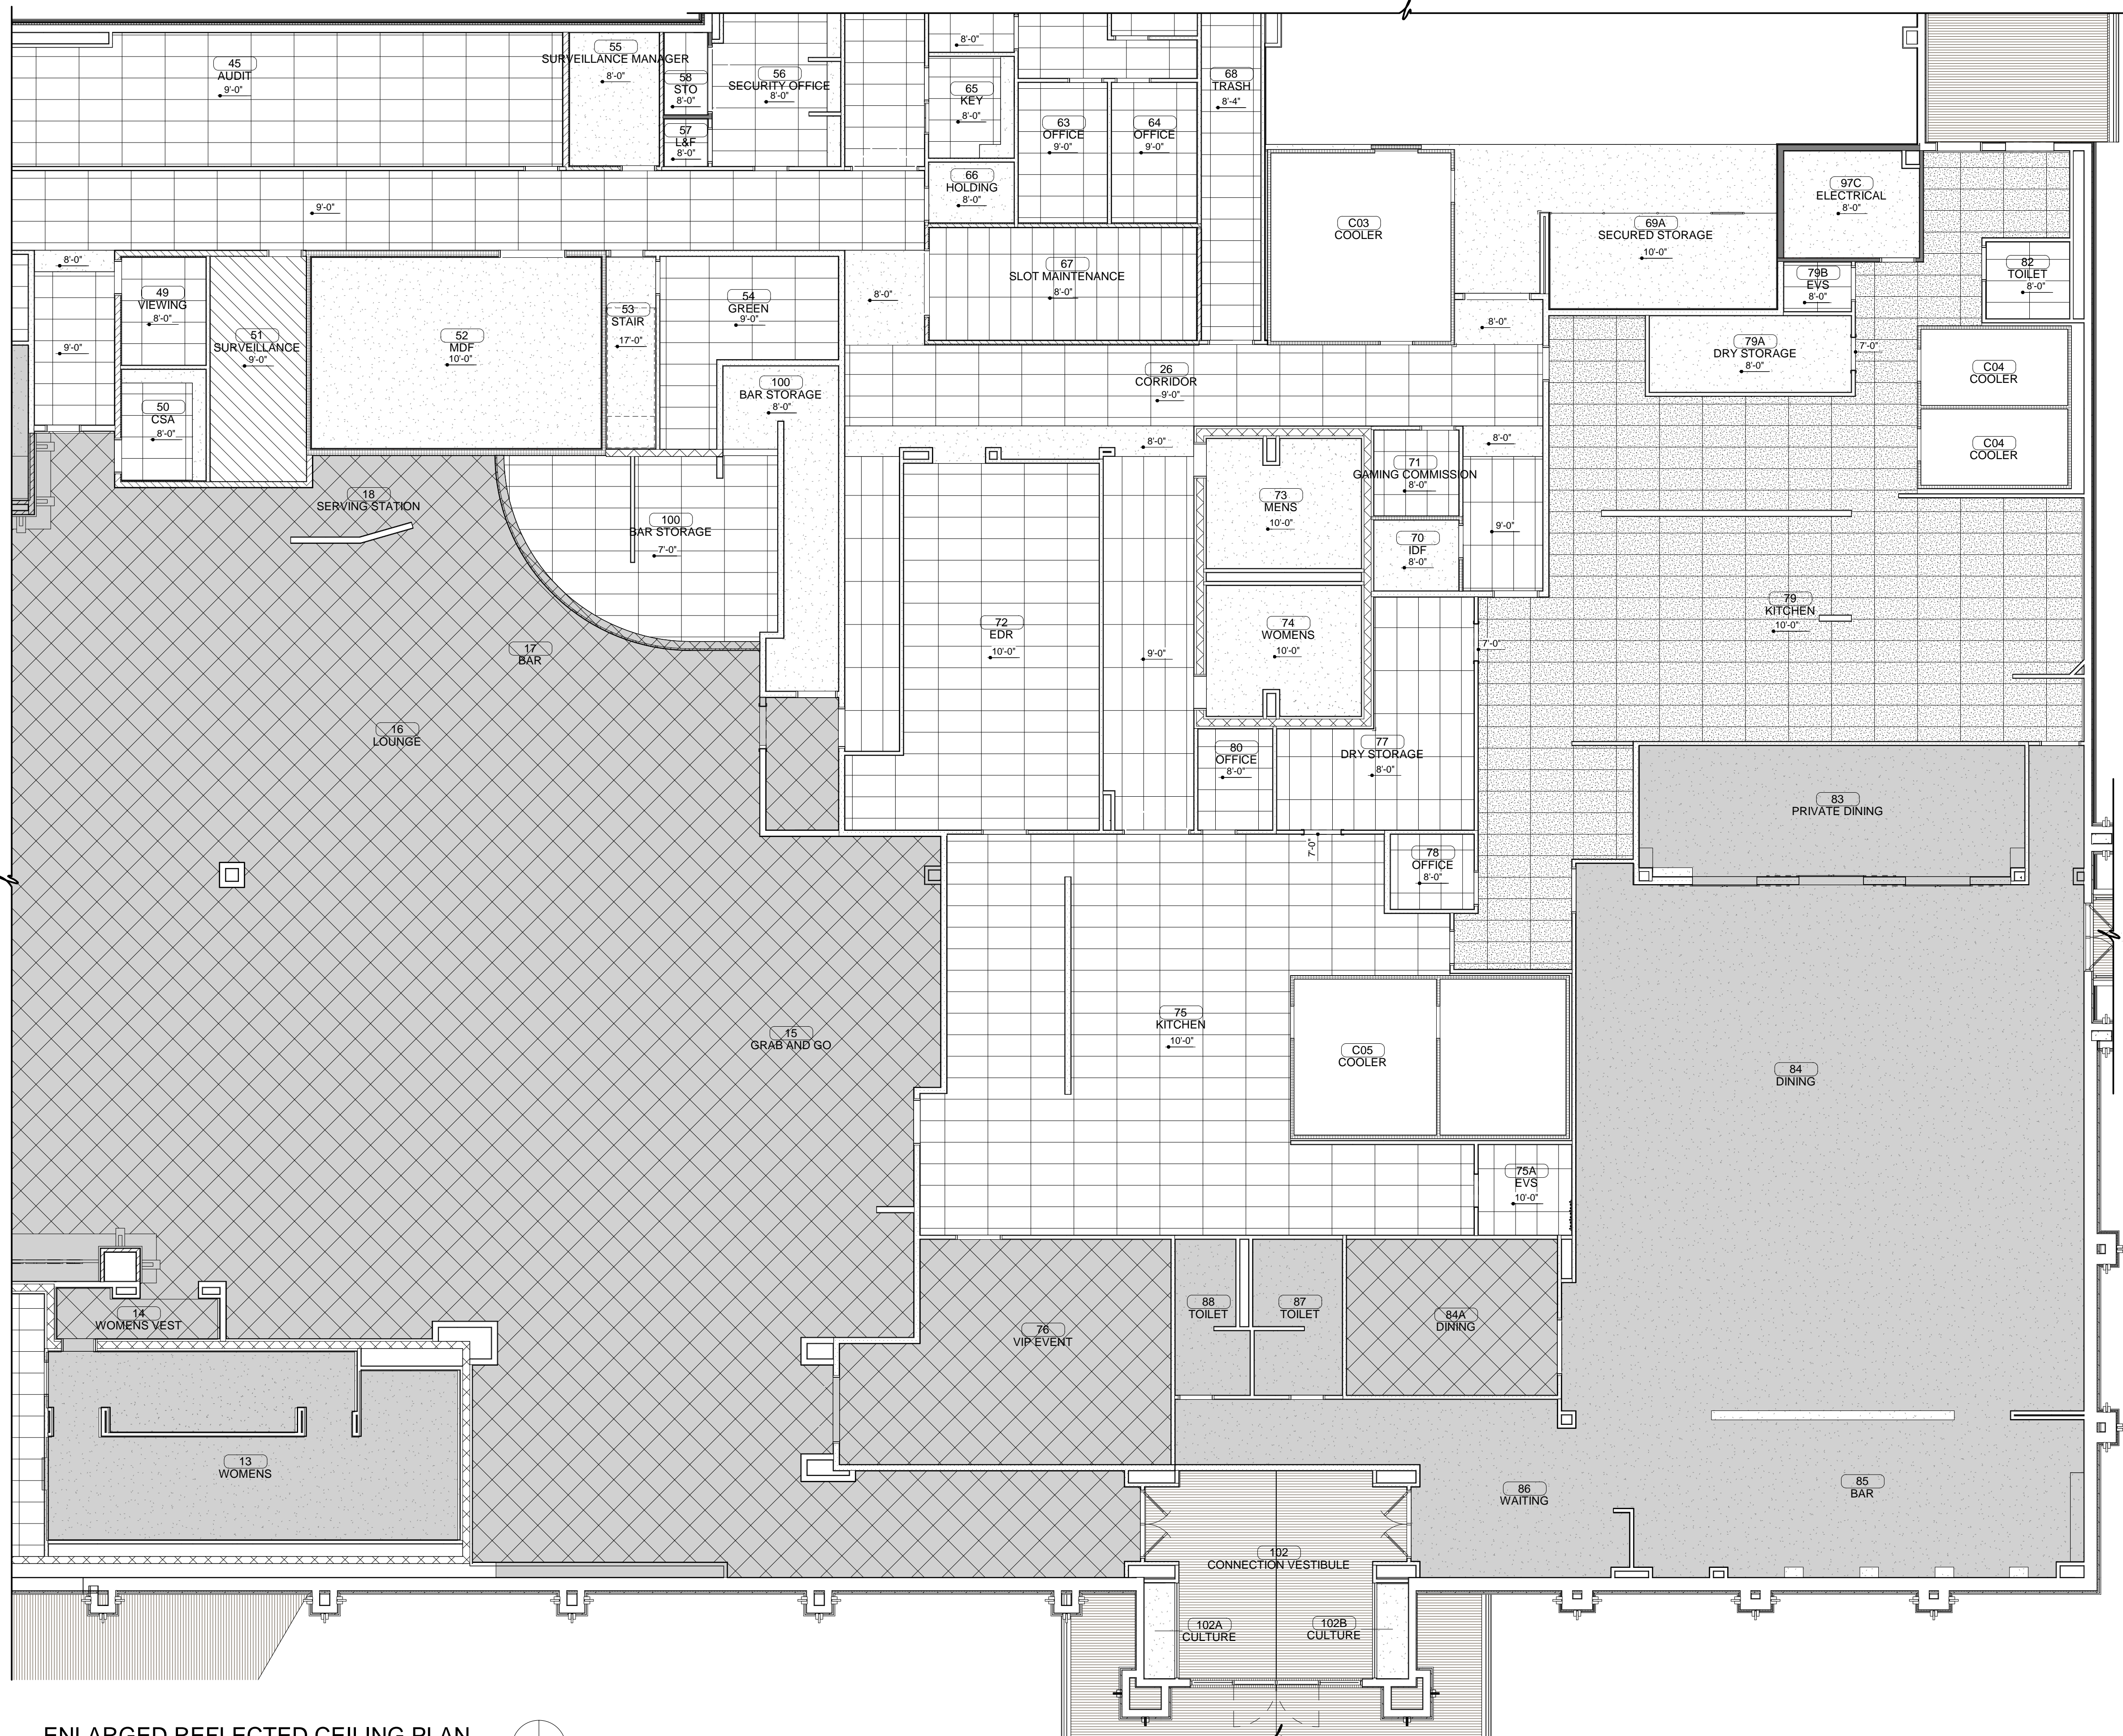 8'-0"
45
AUDIT
9'-0"
55
SURVEILLANCE MANAGER
8'-0"
58
STO
8'-0"
57
L&F
8'-0"
56
SECURITY OFFICE
8'-0"
65
KEY
8'-0"
63
OFFICE
9'-0"
64
OFFICE
9'-0"
68
TRASH
8'-4"
66
HOLDING
8'-0"
9'-0"
C03
COOLER
69A
SECURED STORAGE
10'-0"
97C
ELECTRICAL
8'-0"
82
TOILET
8'-0"
79B
EVS
8'-0"
8'-0"
49
VIEWING
8'-0"
9'-0"
51
SURVEILLANCE
9'-0"
52
MDF
10'-0"
53
STAIR
17'-0"
54
GREEN
9'-0"
8'-0"
67
SLOT MAINTENANCE
8'-0"
8'-0"
79A
DRY STORAGE
8'-0"
7'-0"
C04
COOLER
C04
COOLER
50
CSA
8'-0"
100
BAR STORAGE
8'-0"
26
CORRIDOR
9'-0"
8'-0"
8'-0"
18
SERVING STATION
100
BAR STORAGE
7'-0"
73
MENS
10'-0"
71
GAMING COMMISSION
8'-0"
70
IDF
8'-0"
9'-0"
79
KITCHEN
10'-0"
17
BAR
72
EDR
10'-0"
9'-0"
74
WOMENS
10'-0"
7'-0"
16
LOUNGE
80
OFFICE
8'-0"
77
DRY STORAGE
8'-0"
83
PRIVATE DINING
7'-0"
78
OFFICE
8'-0"
15
GRAB AND GO
75
KITCHEN
10'-0"
C05
COOLER
84
DINING
75A
EVS
10'-0"
14
WOMENS VEST
76
VIP EVENT
88
TOILET
87
TOILET
84A
DINING
13
WOMENS
86
WAITING
85
BAR
102
CONNECTION VESTIBULE
102A
CULTURE
102B
CULTURE
ENLARGED REFLECTED CEILING PLAN